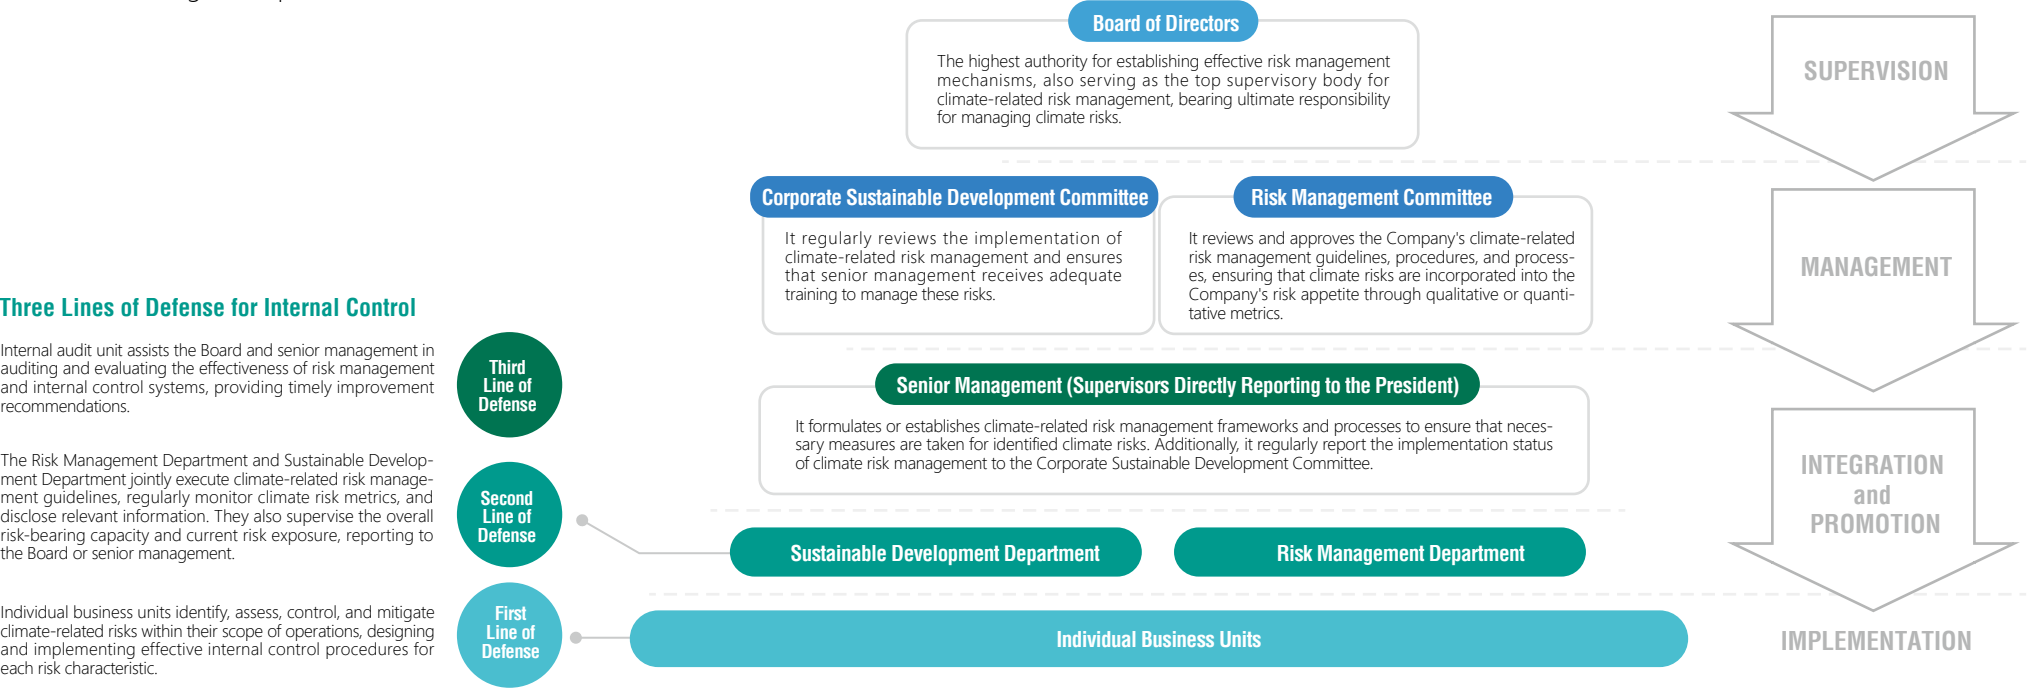 Board of Directors
The highest authority for establishing effective risk management
mechanisms, also serving as the top supervisory body for
climate-related risk management, bearing ultimate responsibility
for managing climate risks.
SUPERVISION
Corporate Sustainable Development Committee
It regularly reviews the implementation of
climate-related risk management and ensures
that senior management receives adequate
training to manage these risks.
Risk Management Committee
It reviews and approves the Company's climate-related
risk management guidelines, procedures, and process-
es, ensuring that climate risks are incorporated into the
Company's risk appetite through qualitative or quanti-
tative metrics.
MANAGEMENT
Three Lines of Defense for Internal Control
Internal audit unit assists the Board and senior management in
auditing and evaluating the effectiveness of risk management
and internal control systems, providing timely improvement
recommendations.
Third
Line of
Defense
Senior Management (Supervisors Directly Reporting to the President)
It formulates or establishes climate-related risk management frameworks and processes to ensure that neces-
sary measures are taken for identified climate risks. Additionally, it regularly report the implementation status
of climate risk management to the Corporate Sustainable Development Committee.
INTEGRATION
and
PROMOTION
The Risk Management Department and Sustainable Develop-
ment Department jointly execute climate-related risk manage-
ment guidelines, regularly monitor climate risk metrics, and
disclose relevant information. They also supervise the overall
risk-bearing capacity and current risk exposure, reporting to
the Board or senior management.
Second
Line of
Defense
Sustainable Development Department
Risk Management Department
Individual business units identify, assess, control, and mitigate
climate-related risks within their scope of operations, designing
and implementing effective internal control procedures for
each risk characteristic.
First
Line of
Defense
Individual Business Units
IMPLEMENTATION